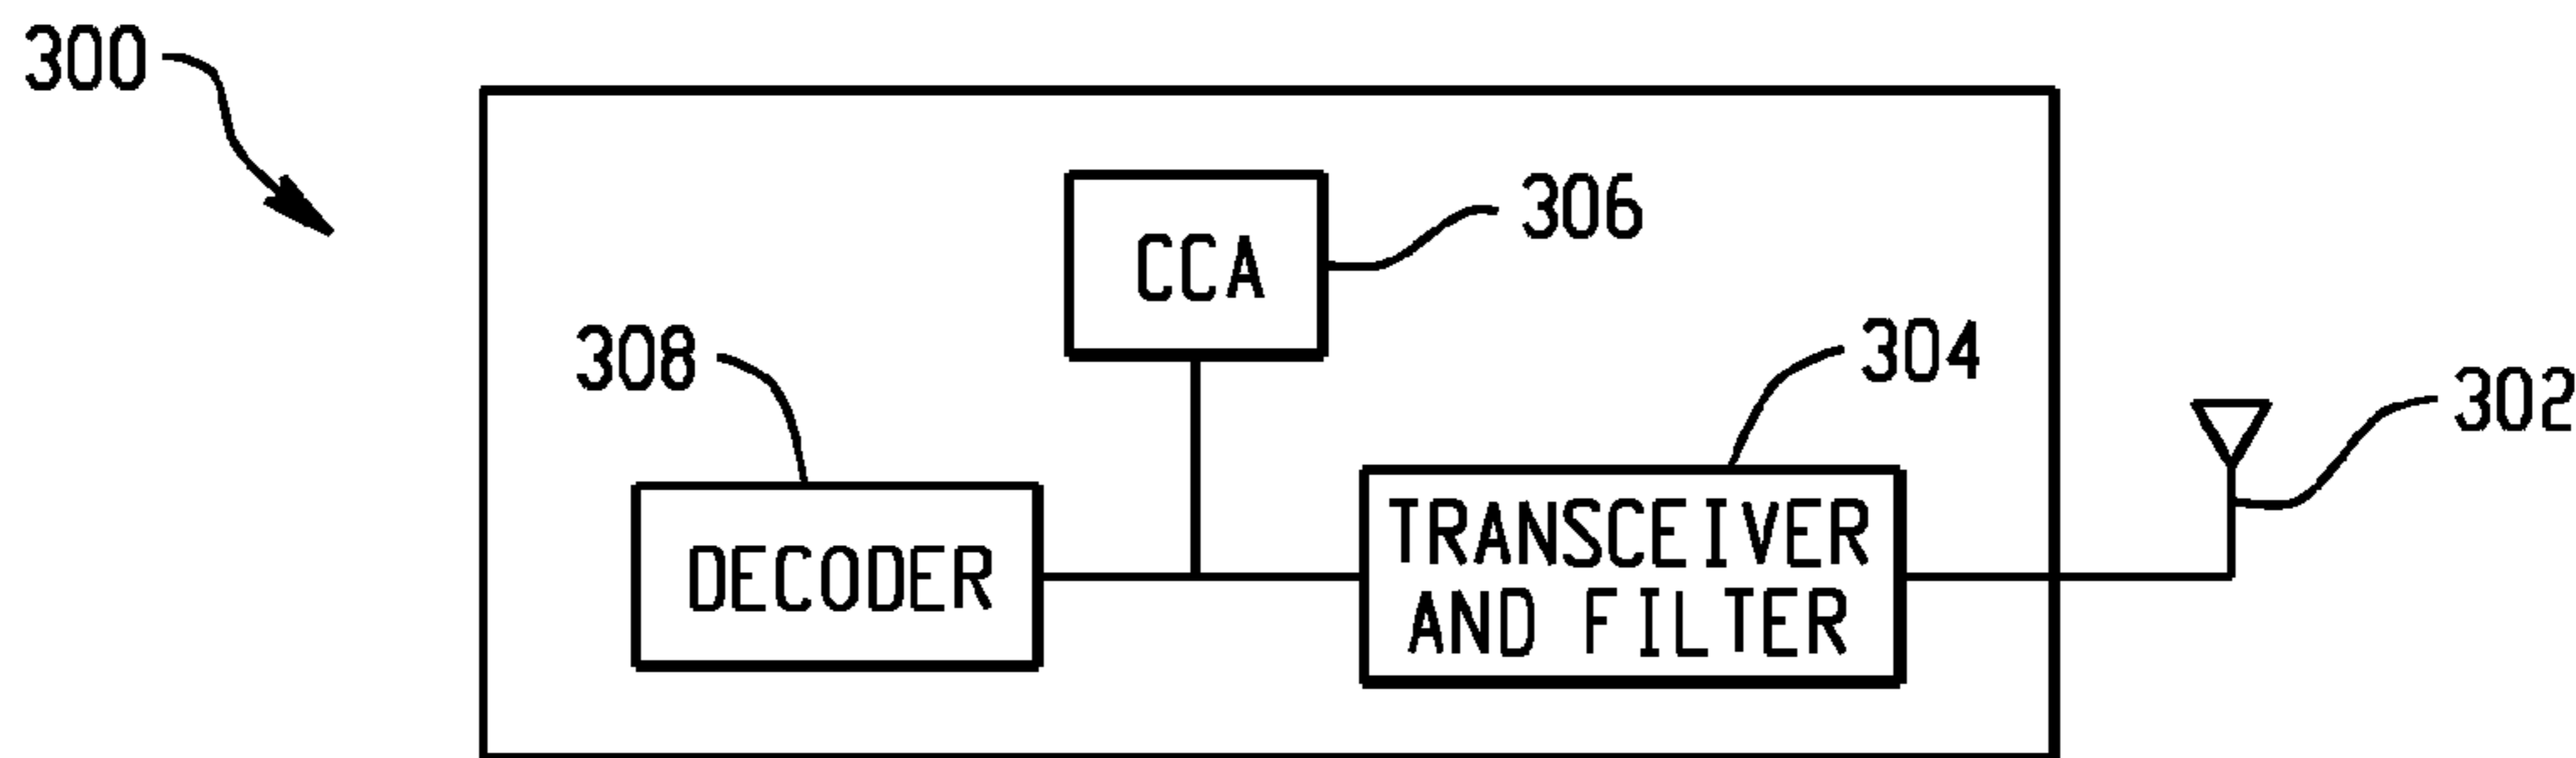 300
306
CCA
304
308
302
TRANSCEIVER
AND FILTER
DECODER